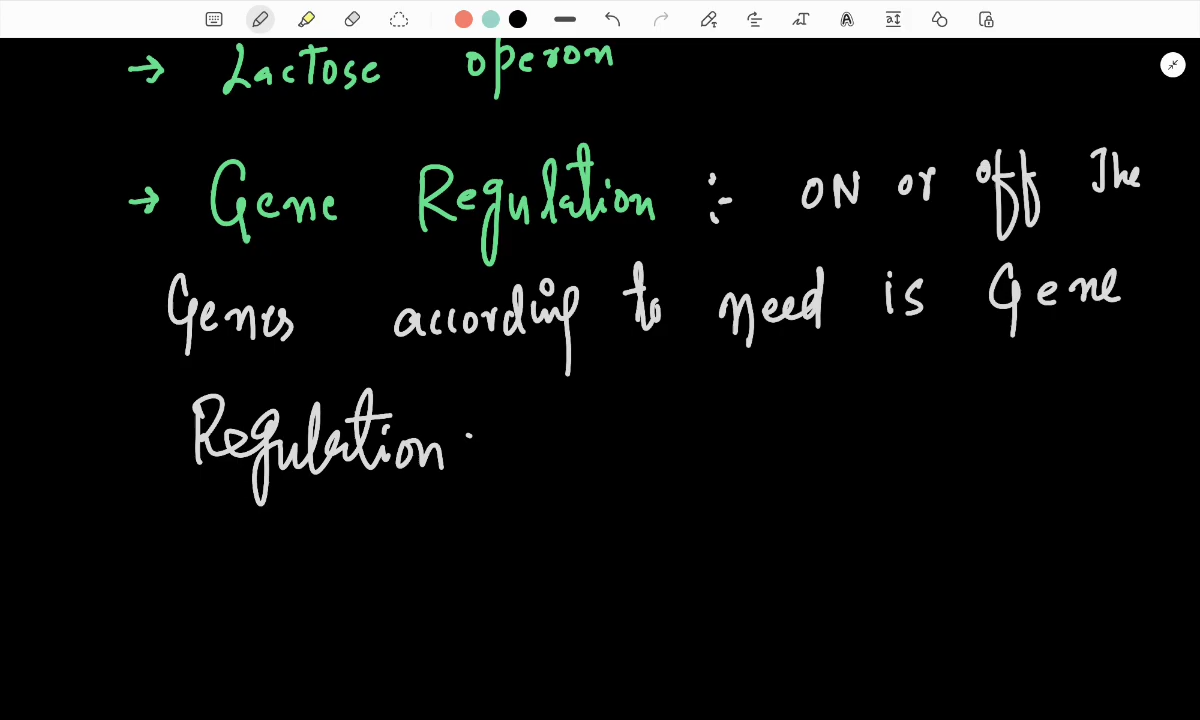 → Lactose operon
→ Gene Regulation :- ON or off The
Genes according to need is Gene
Regulation.